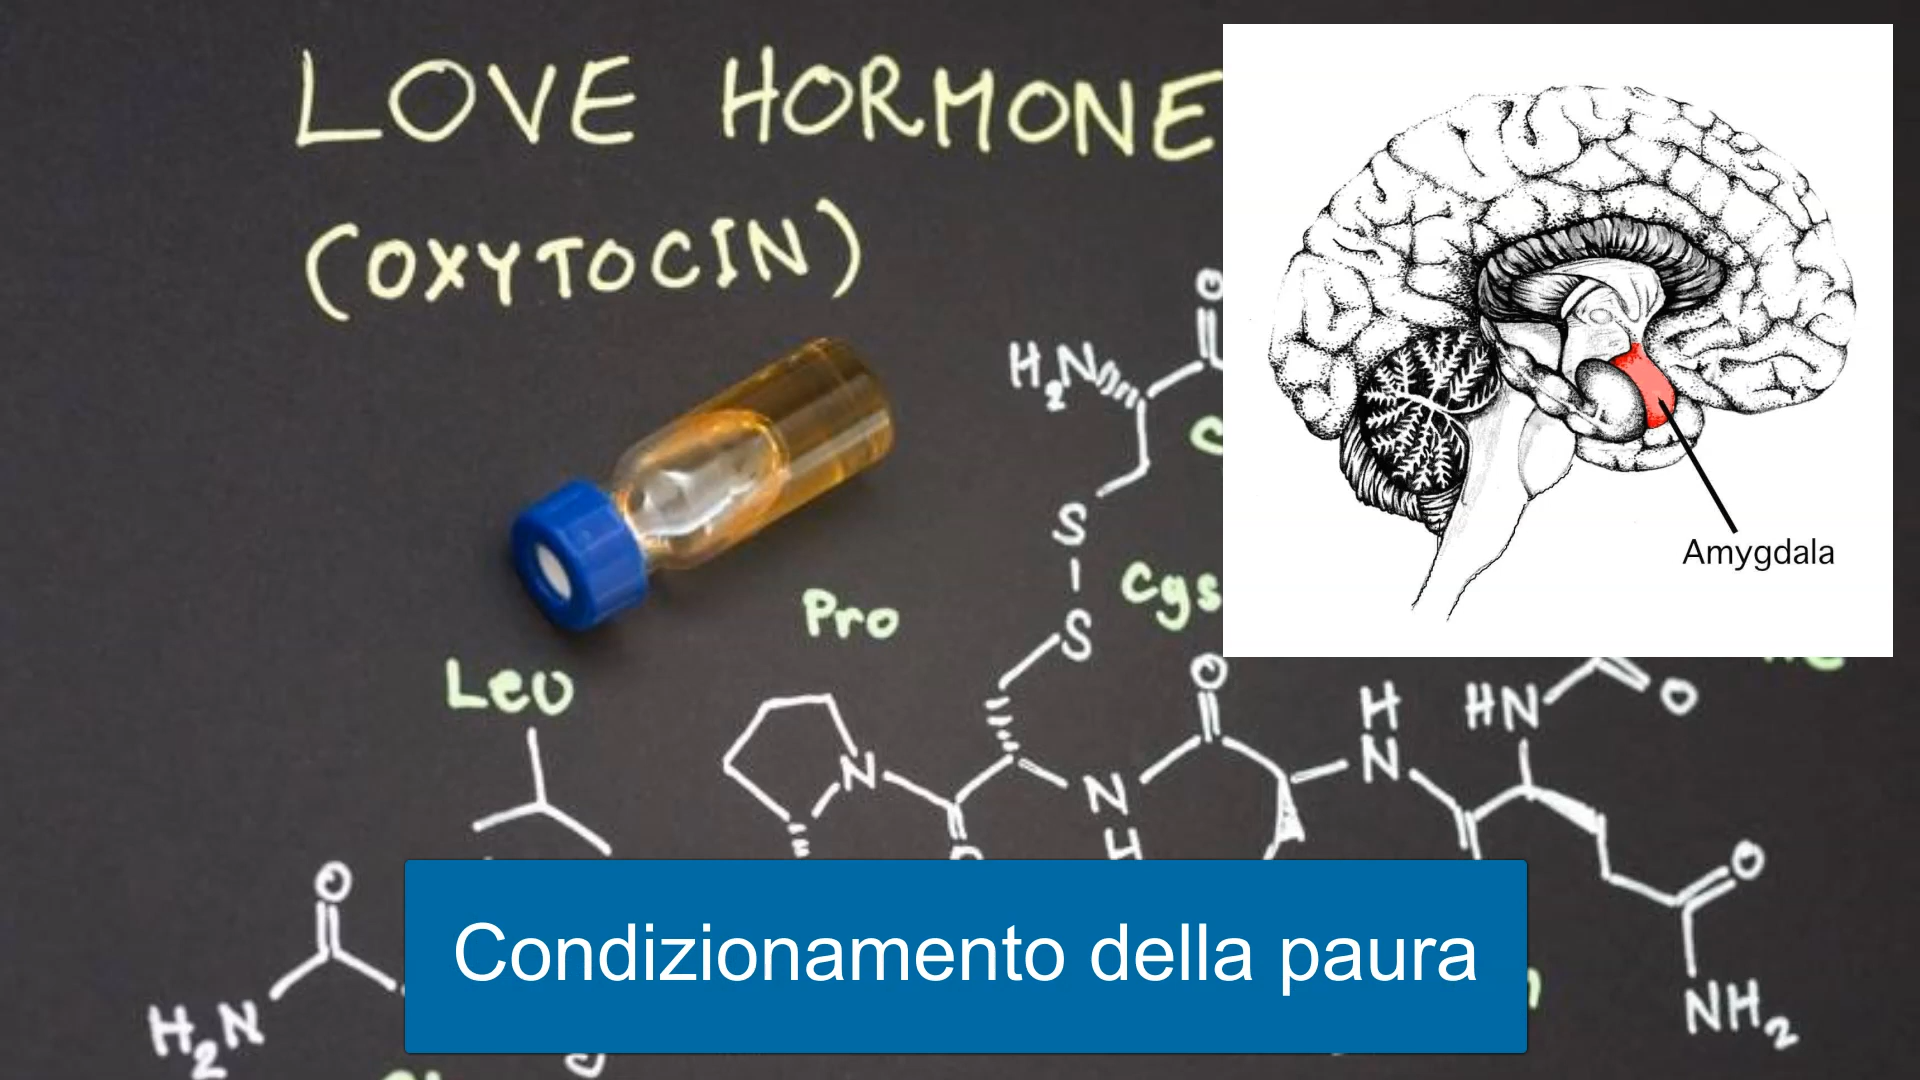 LOVE HORMONE
(OXYTOCIN)
Amygdala
O
H₂N
S
Cys
S
Pro
Leu
O
H
N
HN
O
N
N
H
O
O
H₂N
NH₂
Condizionamento della paura